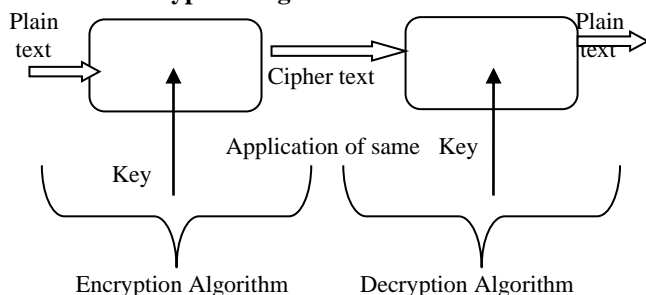 Plain
text
Cipher text
Plain
text
Application of same Key
Key
Encryption Algorithm
Decryption Algorithm